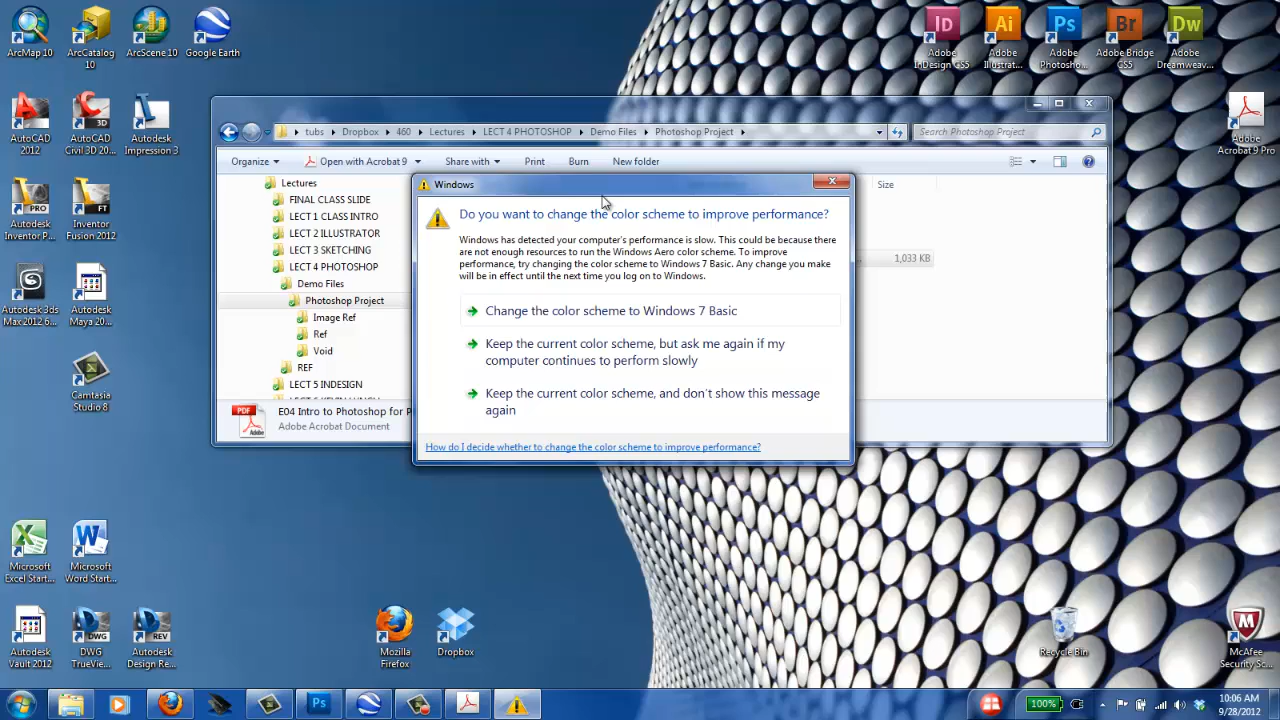 ArcMap 10
ArcCatalog
10
ArcScene 10
Google Earth
Id
Ai
Ps
Br
Dw
Adobe
InDesign CS5
Adobe
Illustrat...
Adobe
Photosho...
Adobe Bridge
CS5
Adobe
Dreamweav...
AutoCAD
2012
AutoCAD
Civil 3D 20...
Autodesk
Impression 3
Adobe
Acrobat 9 Pro
Autodesk
Inventor P...
Inventor
Fusion 2012
Autodesk 3ds
Max 2012 6...
Autodesk
Maya 20...
Camtasia
Studio 8
tubs
Dropbox
460
Lectures
LECT 4 PHOTOSHOP
Demo Files
Photoshop Project
Search Photoshop Project
Organize
Open with Acrobat 9
Share with
Print
Burn
New folder
Lectures
FINAL CLASS SLIDE
LECT 1 CLASS INTRO
LECT 2 ILLUSTRATOR
LECT 3 SKETCHING
LECT 4 PHOTOSHOP
Demo Files
Photoshop Project
Image Ref
Ref
Void
REF
LECT 5 INDESIGN
Size
1,033 KB
PDF
E04 Intro to Photoshop for P
Adobe Acrobat Document
Windows
Do you want to change the color scheme to improve performance?
Windows has detected your computer's performance is slow. This could be because there
are not enough resources to run the Windows Aero color scheme. To improve
performance, try changing the color scheme to Windows 7 Basic. Any change you make
will be in effect until the next time you log on to Windows.
Change the color scheme to Windows 7 Basic
Keep the current color scheme, but ask me again if my
computer continues to perform slowly
Keep the current color scheme, and don't show this message
again
How do I decide whether to change the color scheme to improve performance?
Microsoft
Excel Start...
Microsoft
Word Start...
Autodesk
Vault 2012
DWG
TrueView...
Autodesk
Design Re...
Mozilla
Firefox
Dropbox
Recycle Bin
McAfee
Security Sc...
Ps
100%
10:06 AM
9/28/2012